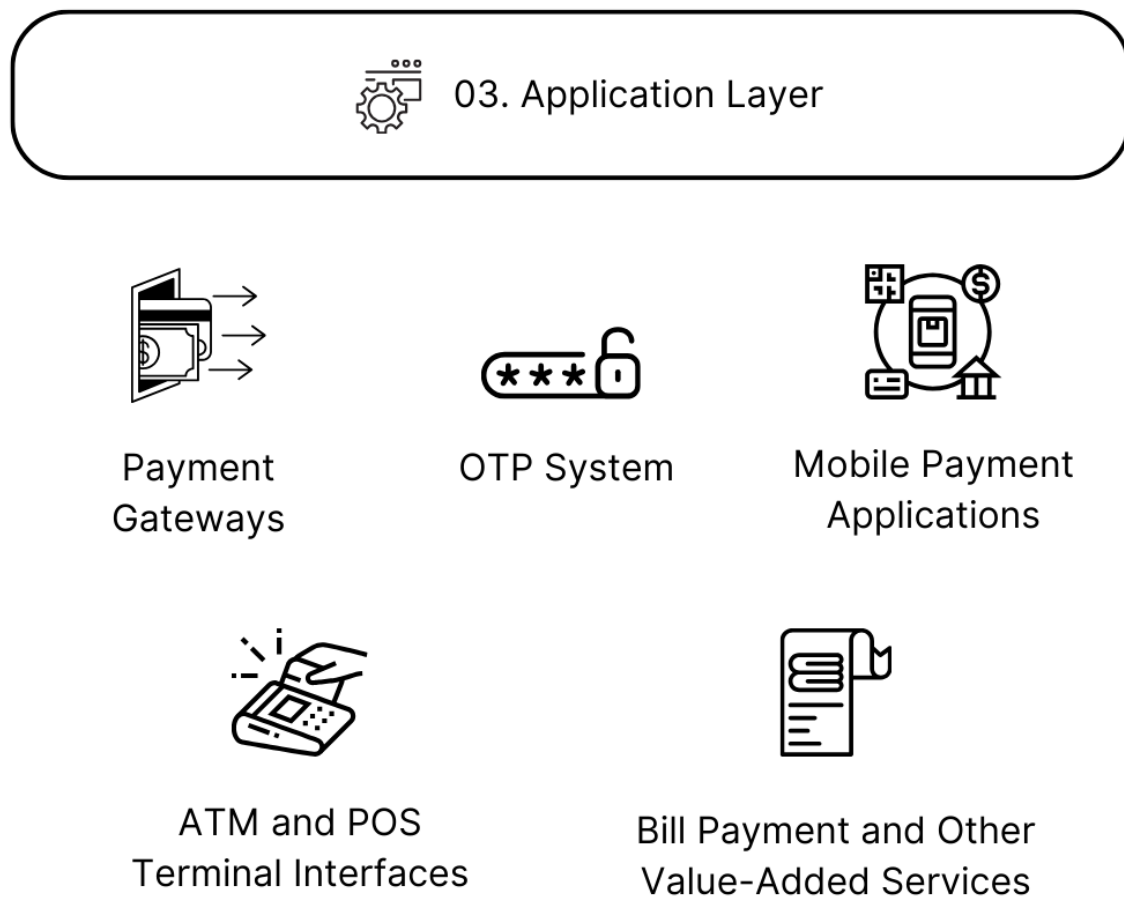 03. Application Layer
Payment
Gateways
OTP System
Mobile Payment
Applications
ATM and POS
Terminal Interfaces
Bill Payment and Other
Value-Added Services